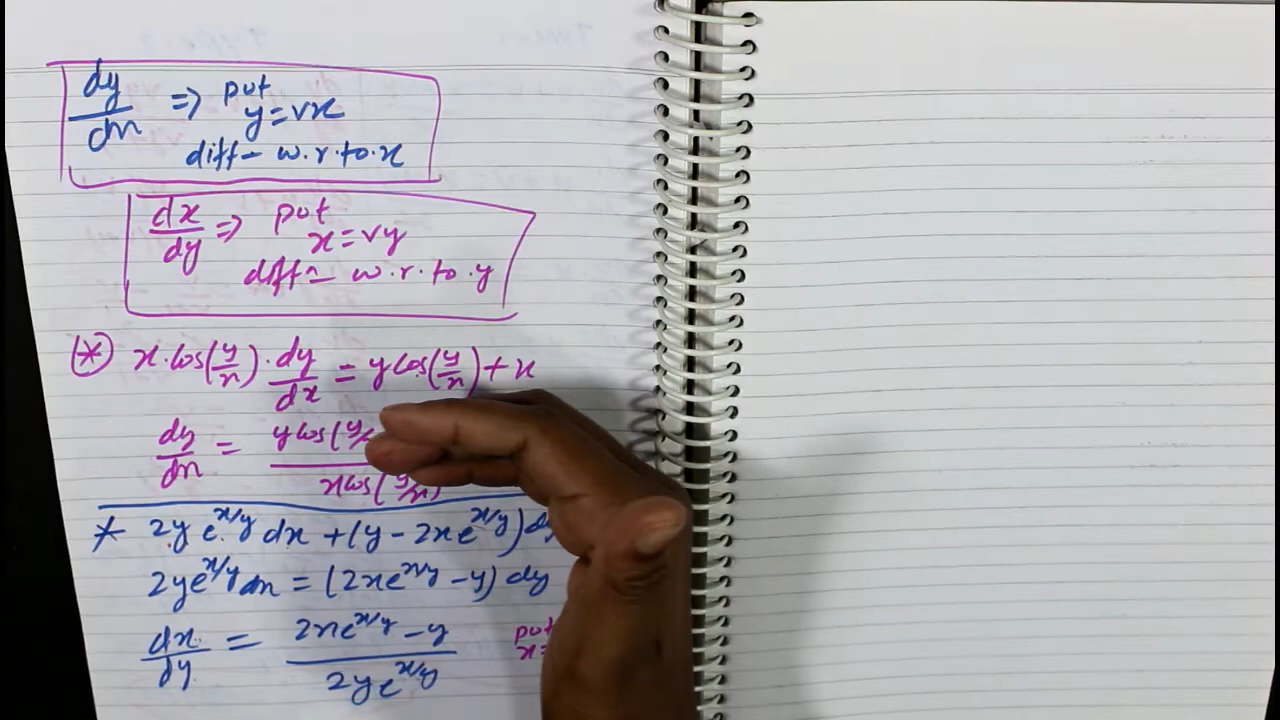 dy/dx => put
y = vx
diff- w.r.to.x
dx/dy => put
x = vy
diff- w.r.to.y
(*) x.cos(y/x).dy/dx = y cos(y/x) + x
dy/dx = y cos(y/x / x cos(y/x)
* 2y e^x/y dx + (y - 2x e^x/y) d
2y e^x/y dx = (2x e^x/y - y) dy
dx/dy = 2x e^x/y - y / 2y e^x/y
put
x =